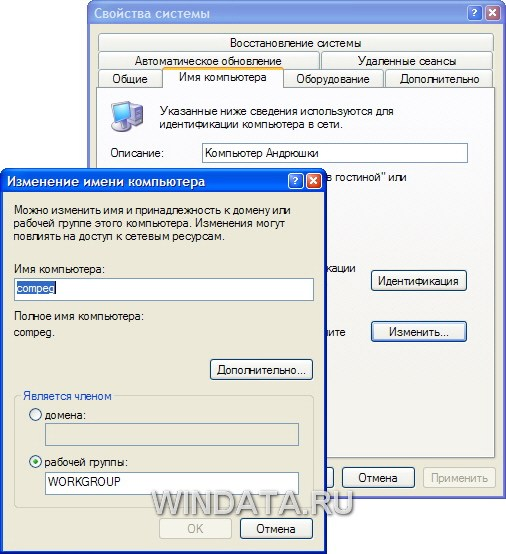 Свойства системы
Восстановление системы
Автоматическое обновление
Удаленные сеансы
Общие
Имя компьютера
Оборудование
Дополнительно
Указанные ниже сведения используются для
идентификации компьютера в сети.
Описание:
Компьютер Андрюшки
в гостиной" или
Идентификация
Изменить...
Отмена
Применить
Изменение имени компьютера
Можно изменить имя и принадлежность к домену или
рабочей группе этого компьютера. Изменения могут
повлиять на доступ к сетевым ресурсам.
Имя компьютера:
compeg
Полное имя компьютера:
compeg.
Дополнительно...
Является членом
домена:
рабочей группы:
WORKGROUP
WINDATA.RU
OK
Отмена